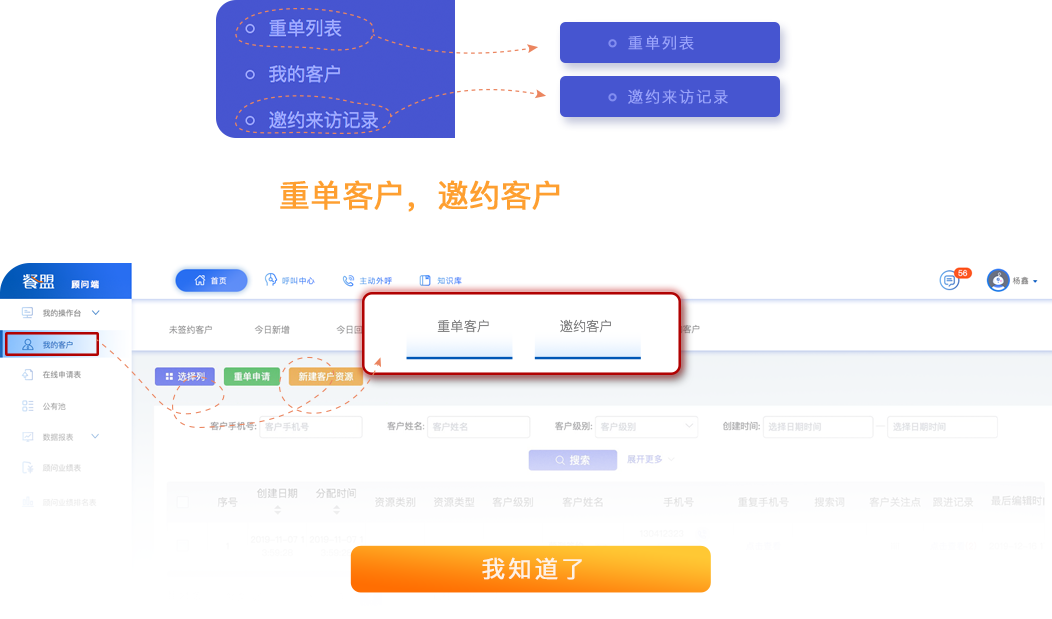 重单列表
我的客户
邀约来访记录
重单列表
邀约来访记录
重单客户，邀约客户
餐盟 顾问端
首页 呼叫中心 主动外呼 知识库 56 杨鑫
我的操作台
我的客户
在线申请表
公有池
数据报表
顾问业绩表
顾问业绩排名表
未签约客户 今日新增 今日回 重单客户 邀约客户 客户
选择列 重单申请 新建客户资源
客户手机号: 客户手机号 客户姓名: 客户姓名 客户级别: 客户级别 创建时间: 选择日期时间 — 选择日期时间
搜索 展开更多
序号 创建日期 分配时间 资源类别 资源类型 客户级别 客户姓名 手机号 重复手机号 搜索词 客户关注点 跟进记录 最后编辑时
我知道了